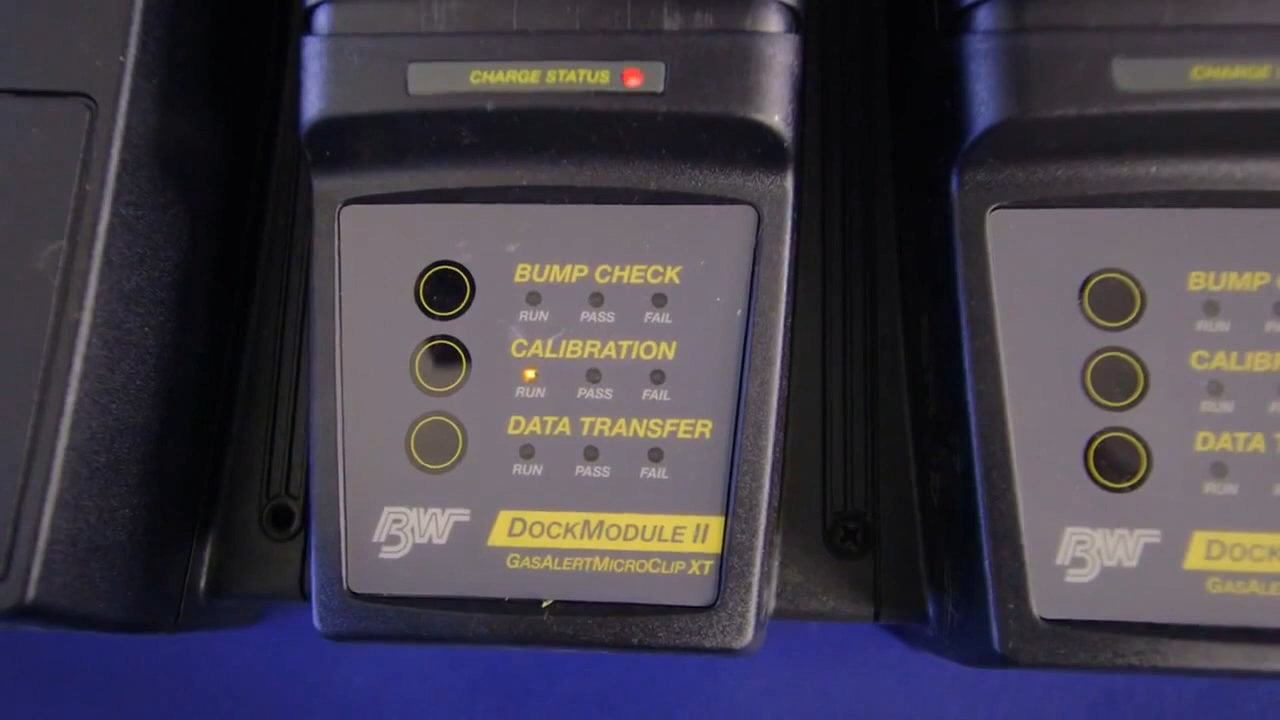 CHARGE STATUS
BUMP CHECK
RUN PASS FAIL
CALIBRATION
RUN PASS FAIL
DATA TRANSFER
RUN PASS FAIL
BW
DOCKMODULE II
GASALERTMICROCLIP XT
CHARGE
BUMP
RUN
CALIB
RUN
DATA
RUN
BW
DOCK
GASALE